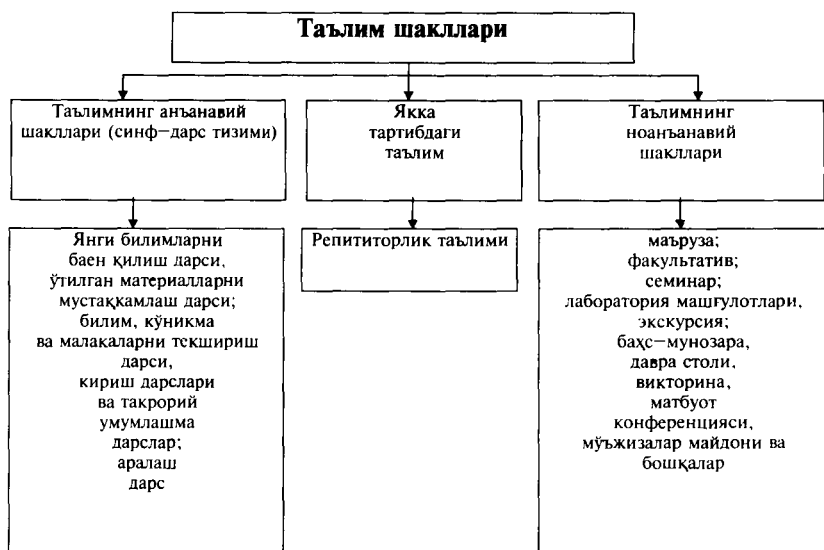 Таълим шакллари
Таълимнинг анъанавий
шакллари (синф−дарс тизими)
Якка
тартибдаги
таълим
Таълимнинг
ноанъанавий
шакллари
Янги билимларни
баен қилиш дарси,
ўтилган материалларни
мустаҳкамлаш дарси;
билим, кўникма
ва малакаларни текшириш
дарси,
кириш дарслари
ва такрорий
умумлашма
дарслар;
аралаш
дарс
Репититорлик таълими
маъруза;
факультатив;
семинар;
лаборатория машғулотлари,
экскурсия;
баҳс−мунозара,
давра столи,
викторина,
матбуот
конференцияси,
мўъжизалар майдони ва
бошқалар